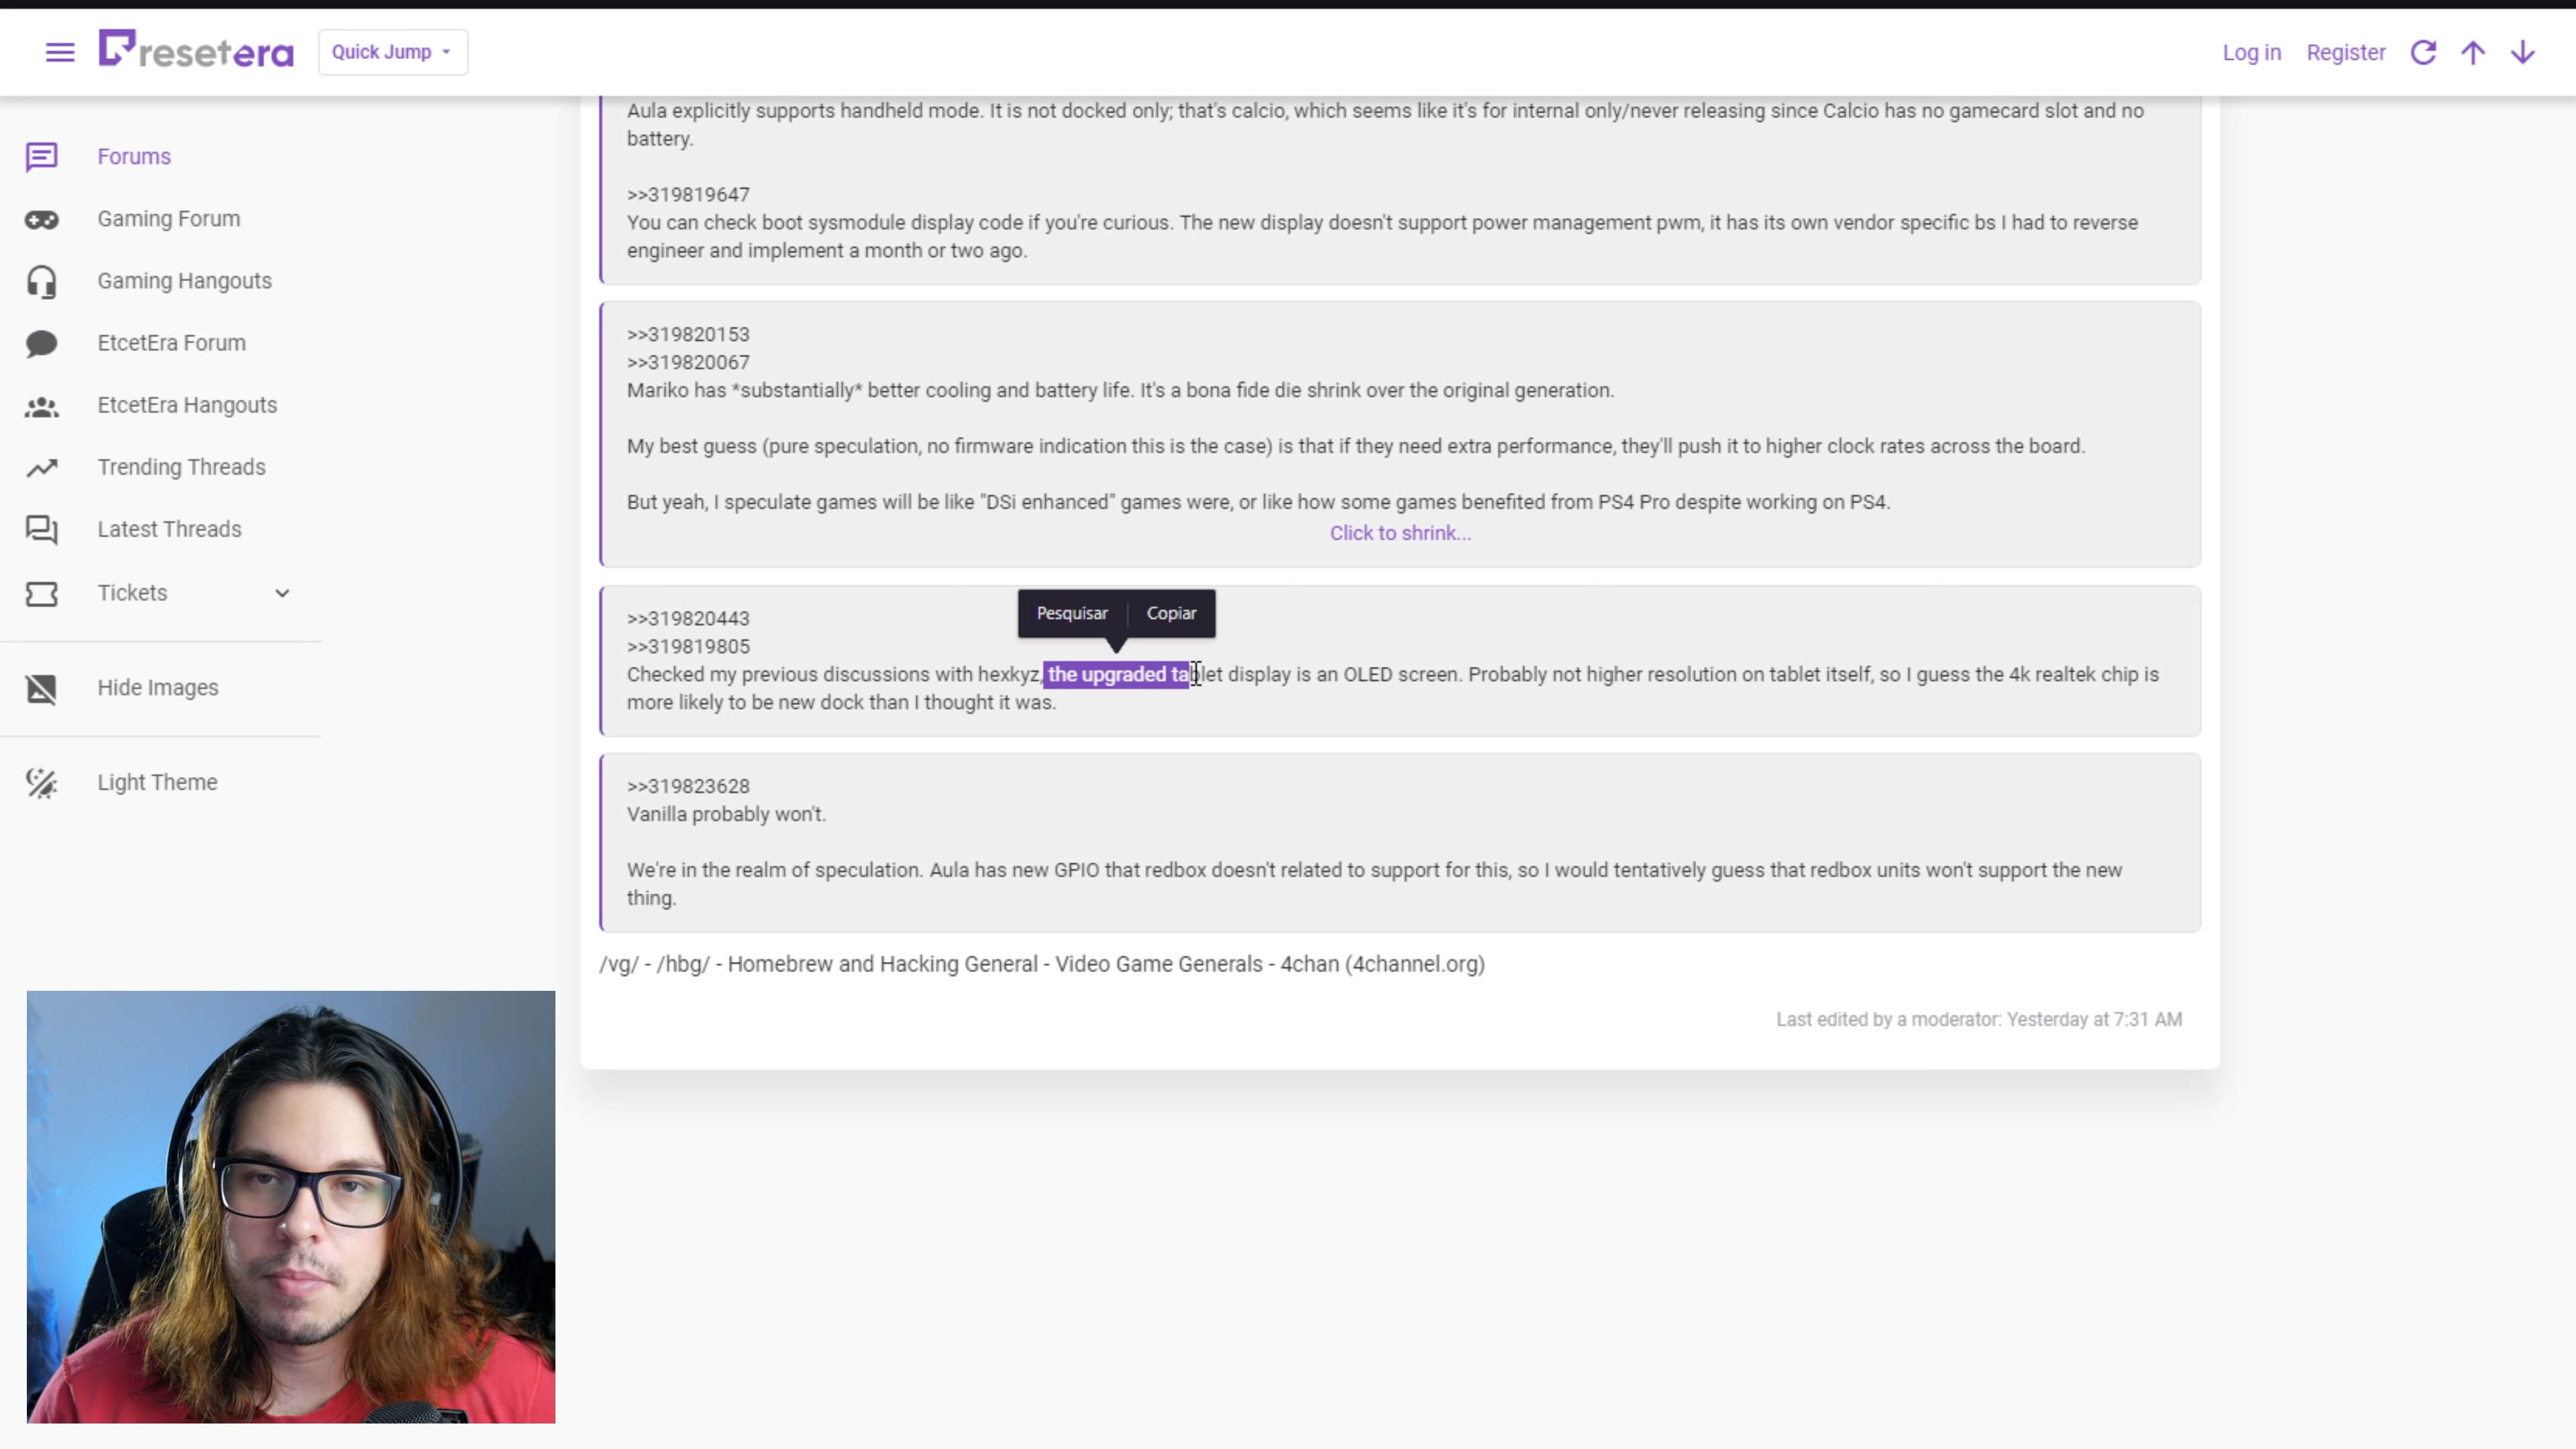 resetera
Quick Jump
Log in
Register
Forums
Gaming Forum
Gaming Hangouts
EtcetEra Forum
EtcetEra Hangouts
Trending Threads
Latest Threads
Tickets
Hide Images
Light Theme
Aula explicitly supports handheld mode. It is not docked only; that's calcio, which seems like it's for internal only/never releasing since Calcio has no gamecard slot and no
battery.
>>319819647
You can check boot sysmodule display code if you're curious. The new display doesn't support power management pwm, it has its own vendor specific bs I had to reverse
engineer and implement a month or two ago.
>>319820153
>>319820067
Mariko has *substantially* better cooling and battery life. It's a bona fide die shrink over the original generation.
My best guess (pure speculation, no firmware indication this is the case) is that if they need extra performance, they'll push it to higher clock rates across the board.
But yeah, I speculate games will be like "DSi enhanced" games were, or like how some games benefited from PS4 Pro despite working on PS4.
Click to shrink...
Pesquisar
Copiar
>>319820443
>>319819805
Checked my previous discussions with hexkyz, the upgraded tablet display is an OLED screen. Probably not higher resolution on tablet itself, so I guess the 4k realtek chip is
more likely to be new dock than I thought it was.
>>319823628
Vanilla probably won't.
We're in the realm of speculation. Aula has new GPIO that redbox doesn't related to support for this, so I would tentatively guess that redbox units won't support the new
thing.
/vg/ - /hbg/ - Homebrew and Hacking General - Video Game Generals - 4chan (4channel.org)
Last edited by a moderator: Yesterday at 7:31 AM